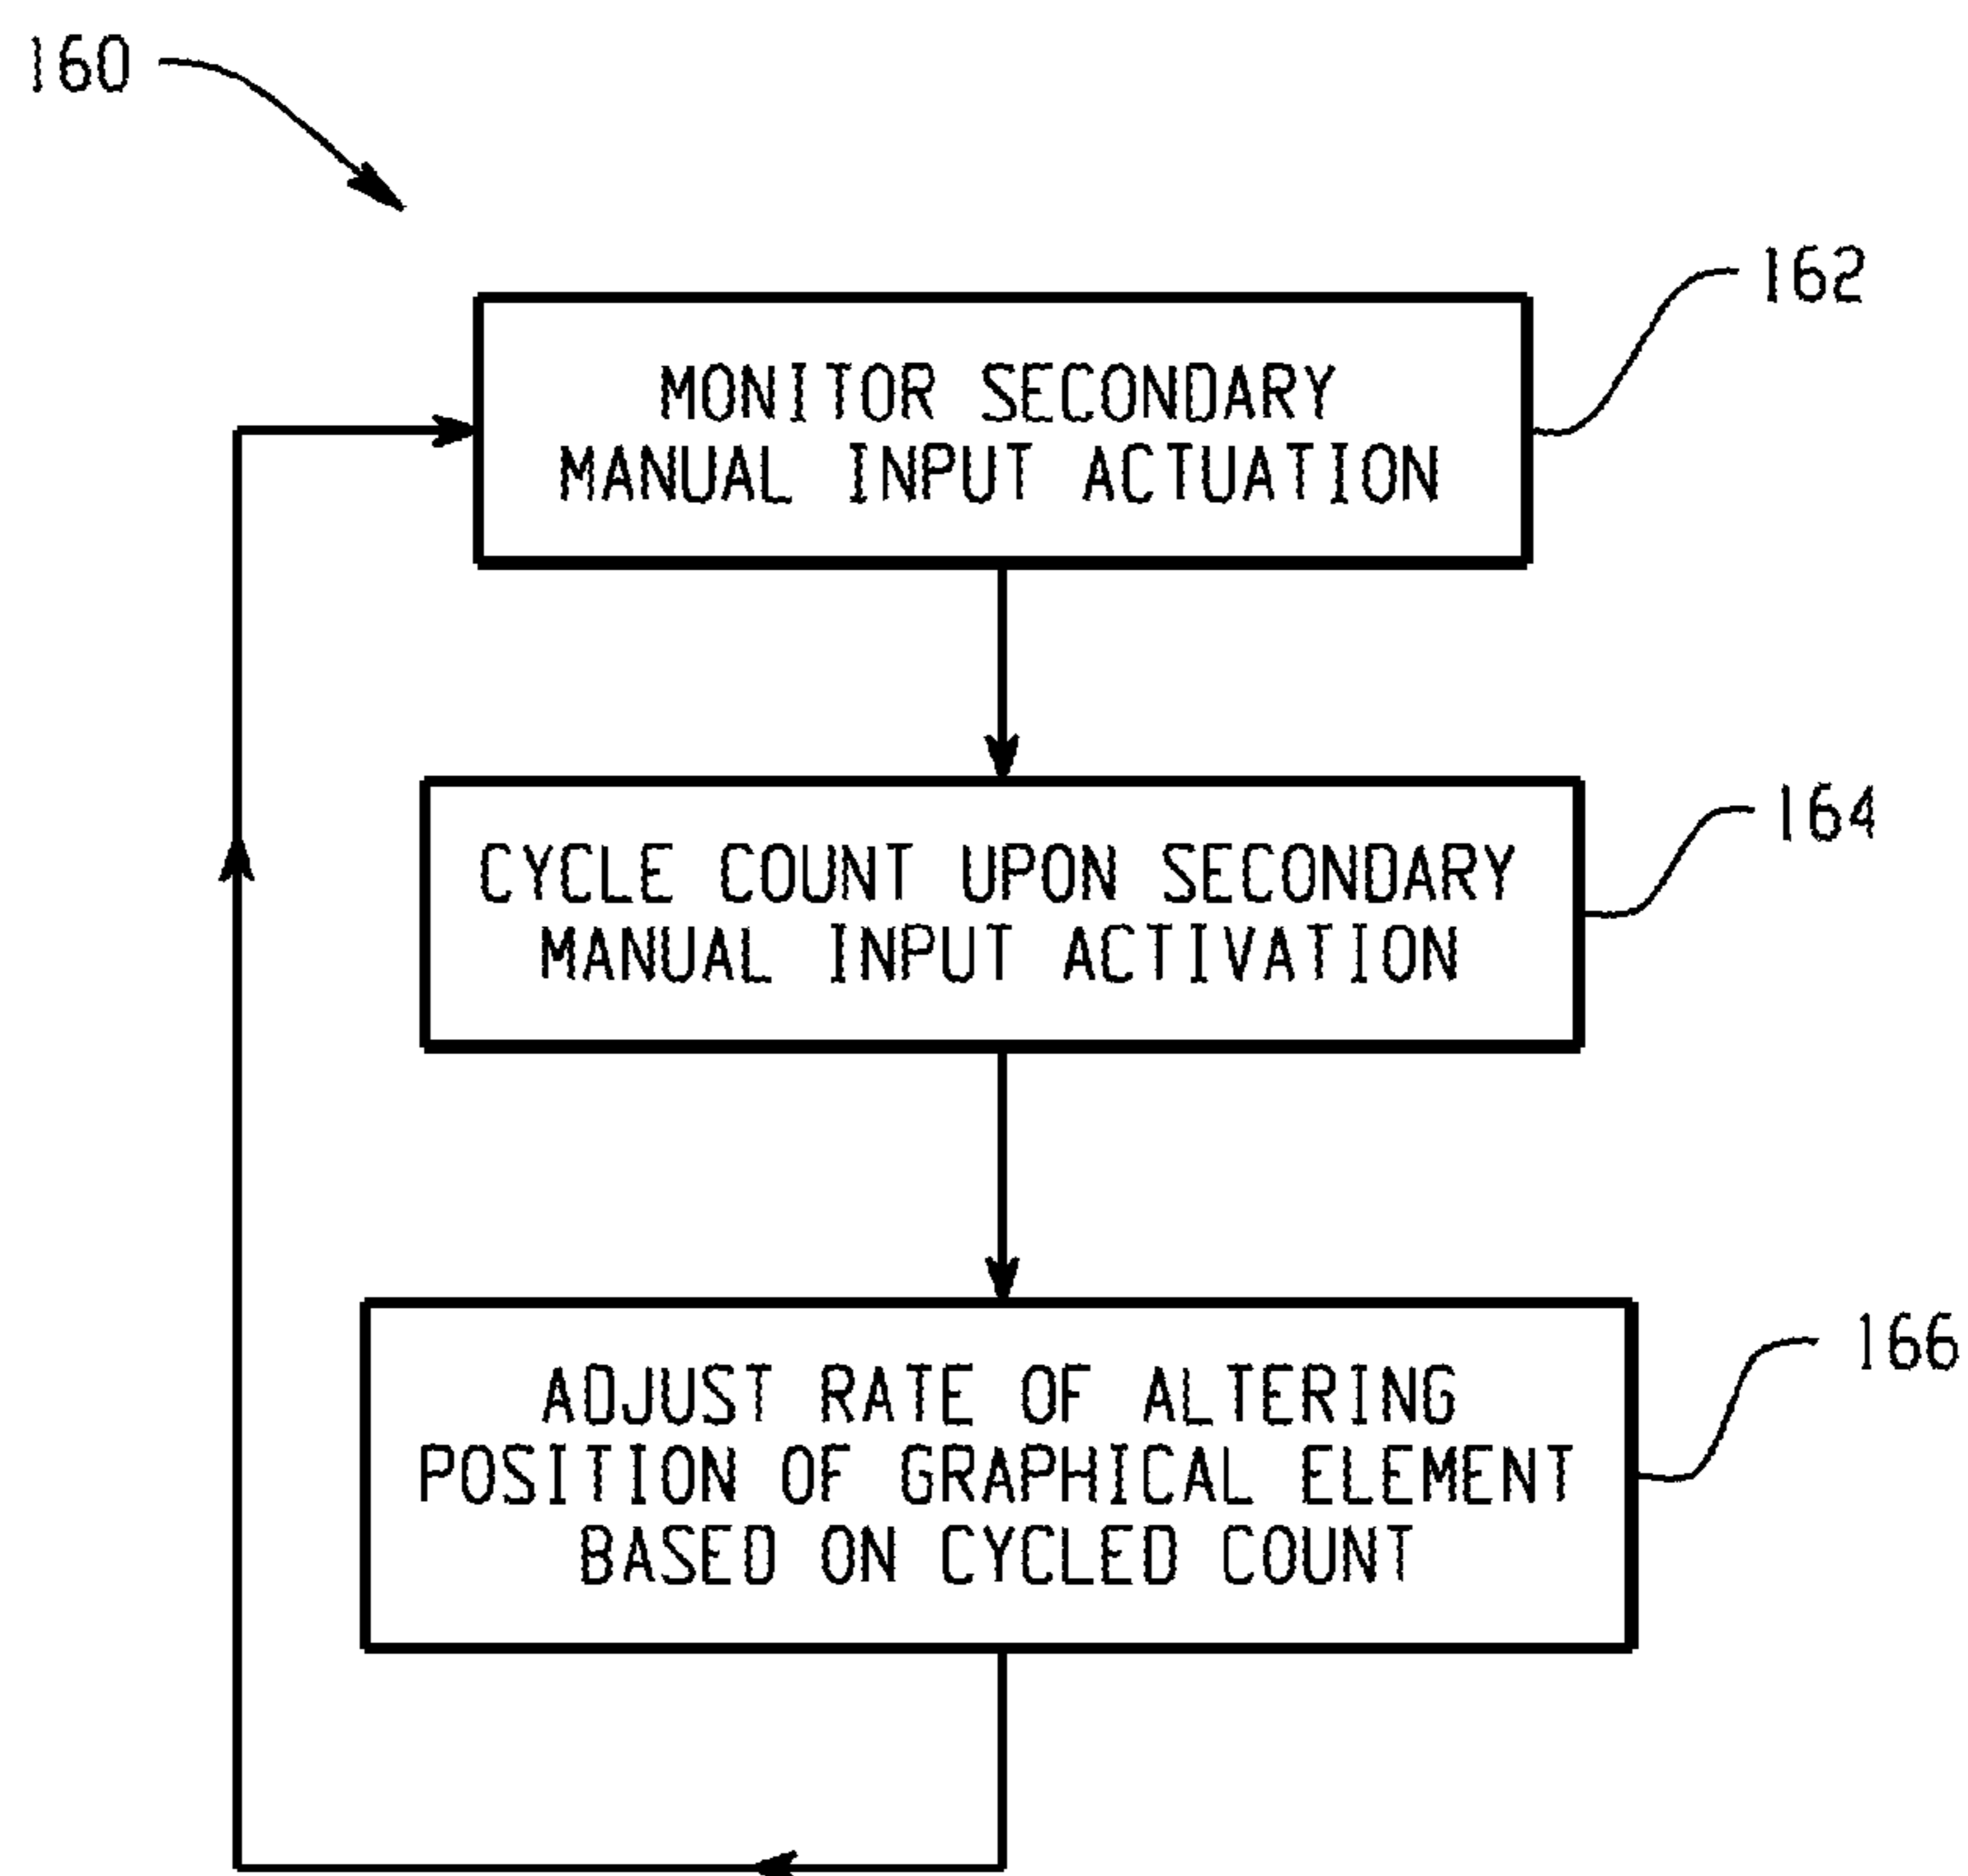 160
162
MONITOR SECONDARY
MANUAL INPUT ACTUATION
164
CYCLE COUNT UPON SECONDARY
MANUAL INPUT ACTIVATION
166
ADJUST RATE OF ALTERING
POSITION OF GRAPHICAL ELEMENT
BASED ON CYCLED COUNT